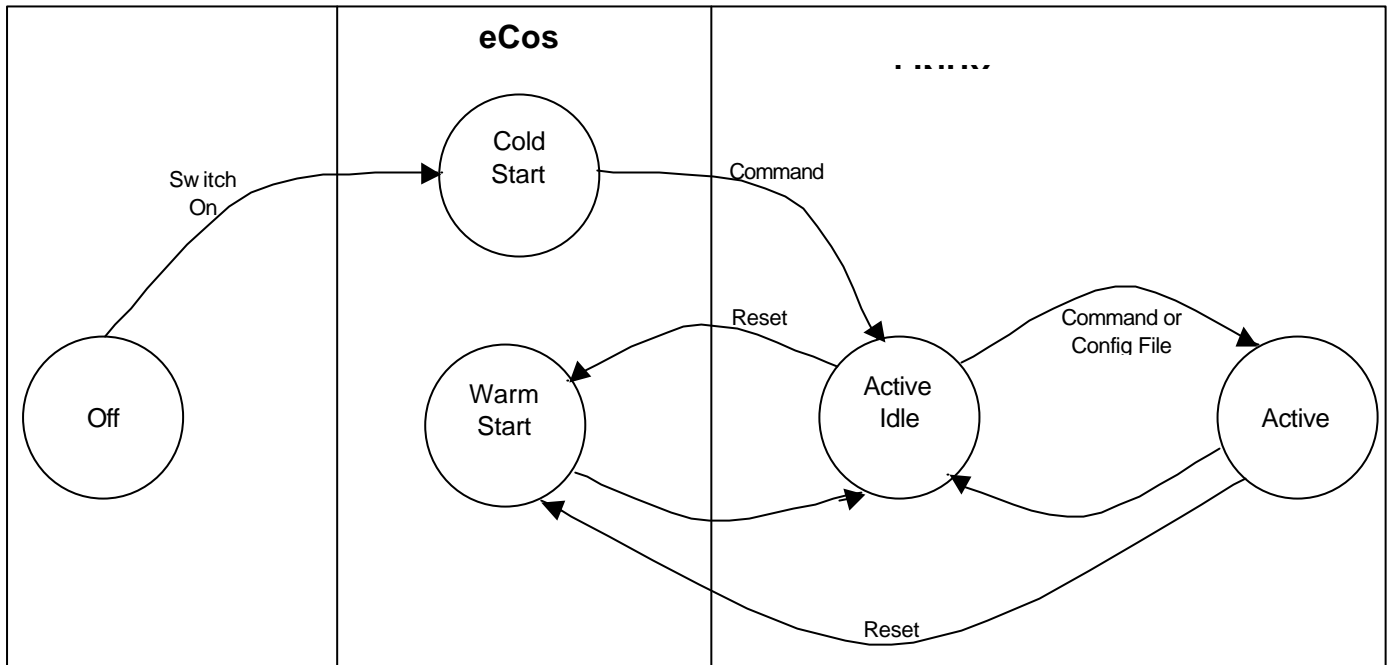 eCos
Cold
Start
Switch
On
Command
Reset
Command or
Config File
Off
Warm
Start
Active
Idle
Active
Reset